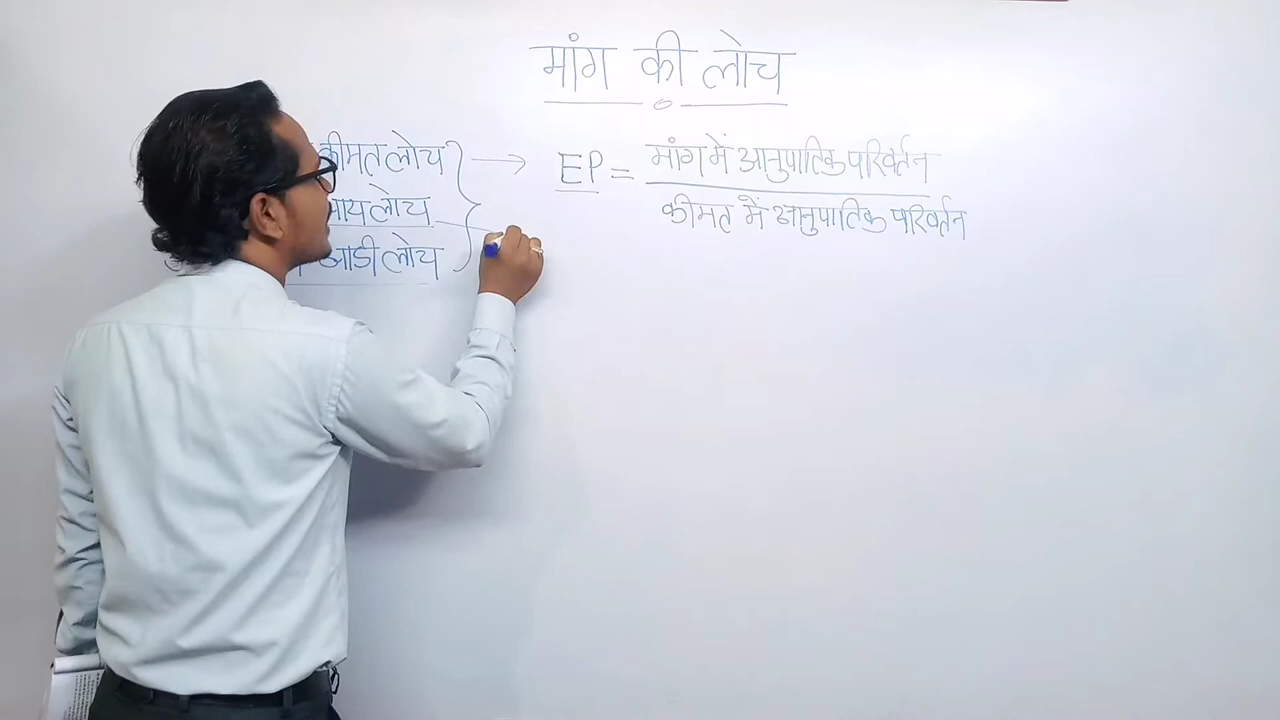 मांग की लोच
कीमत लोच
लोच
आडी लोच
EP = मांग में आनुपातिक परिवर्तन
कीमत में आनुपातिक परिवर्तन